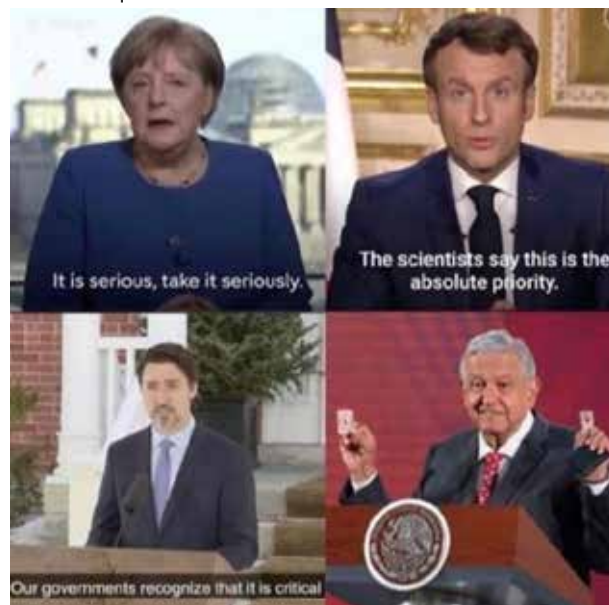 It is serious, take it seriously.
The scientists say this is the
absolute priority.
Our governments recognize that it is critical